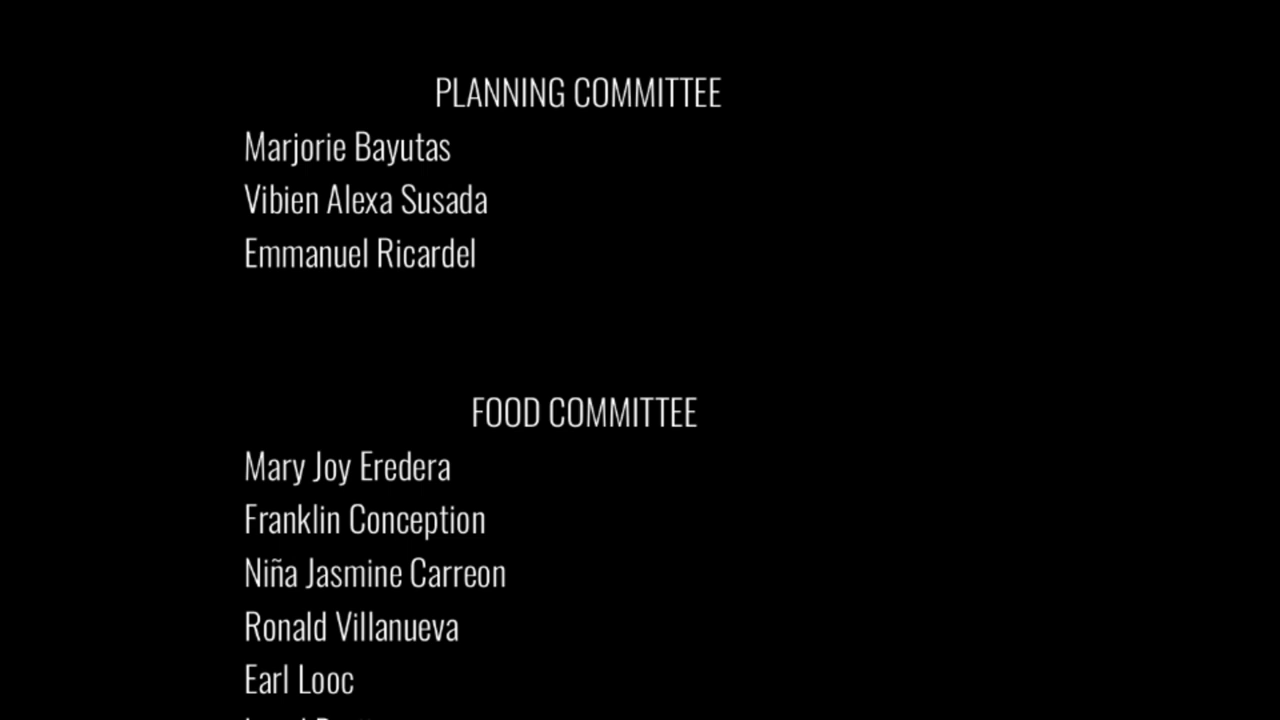 PLANNING COMMITTEE
Marjorie Bayutas
Vibien Alexa Susada
Emmanuel Ricardel
FOOD COMMITTEE
Mary Joy Eredera
Franklin Conception
Niña Jasmine Carreon
Ronald Villanueva
Earl Looc